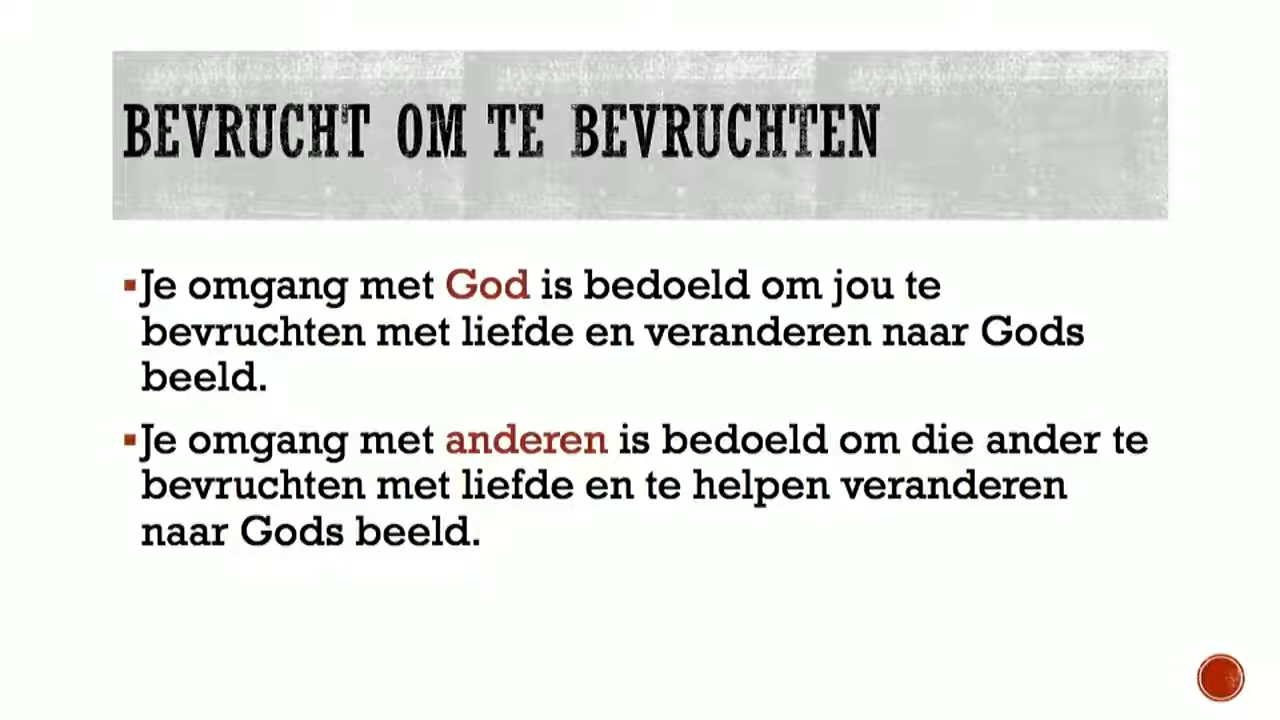 BEVRUCHT OM TE BEVRUCHTEN
▪Je omgang met God is bedoeld om jou te
bevruchten met liefde en veranderen naar Gods
beeld.
▪Je omgang met anderen is bedoeld om die ander te
bevruchten met liefde en te helpen veranderen
naar Gods beeld.